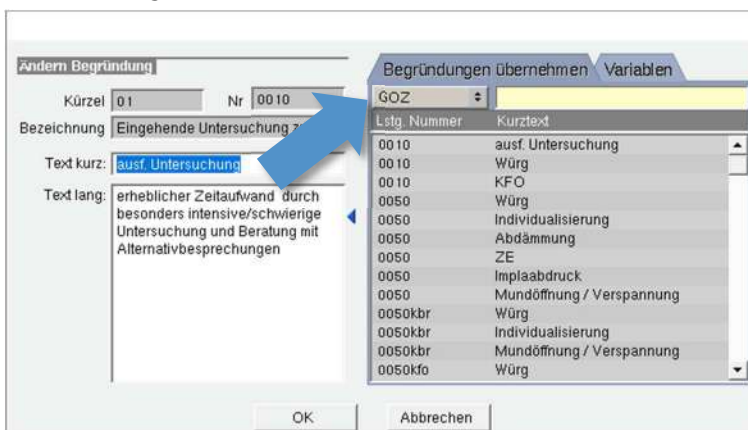 Ändern Begründung
Kürzel 01 Nr 0010
Bezeichnung Eingehende Untersuchung
Text kurz: ausf. Untersuchung
Text lang: erheblicher Zeitaufwand durch
besonders intensive/schwierige
Untersuchung und Beratung mit
Alternativbesprechungen
Begründungen übernehmen Variablen
GOZ
Lstg. Nummer Kurztext
0010 ausf. Untersuchung
0010 Würg
0010 KFO
0050 Würg
0050 Individualisierung
0050 Abdämmung
0050 ZE
0050 Implaabdruck
0050 Mundöffnung / Verspannung
0050kbr Würg
0050kbr Individualisierung
0050kbr Mundöffnung / Verspannung
0050kfo Würg
OK Abbrechen